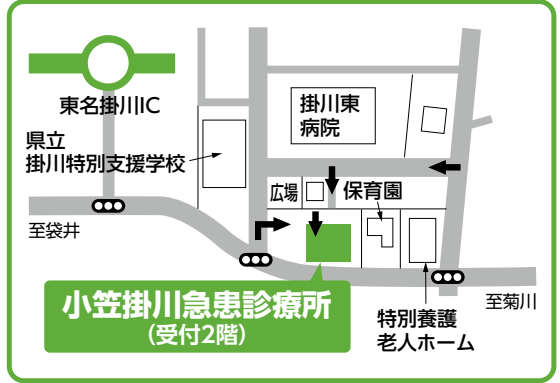 東名掛川IC
県立
掛川特別支援学校
掛川東
病院
広場
保育園
至袋井
小笠掛川急患診療所
（受付2階）
特別養護
老人ホーム
至菊川